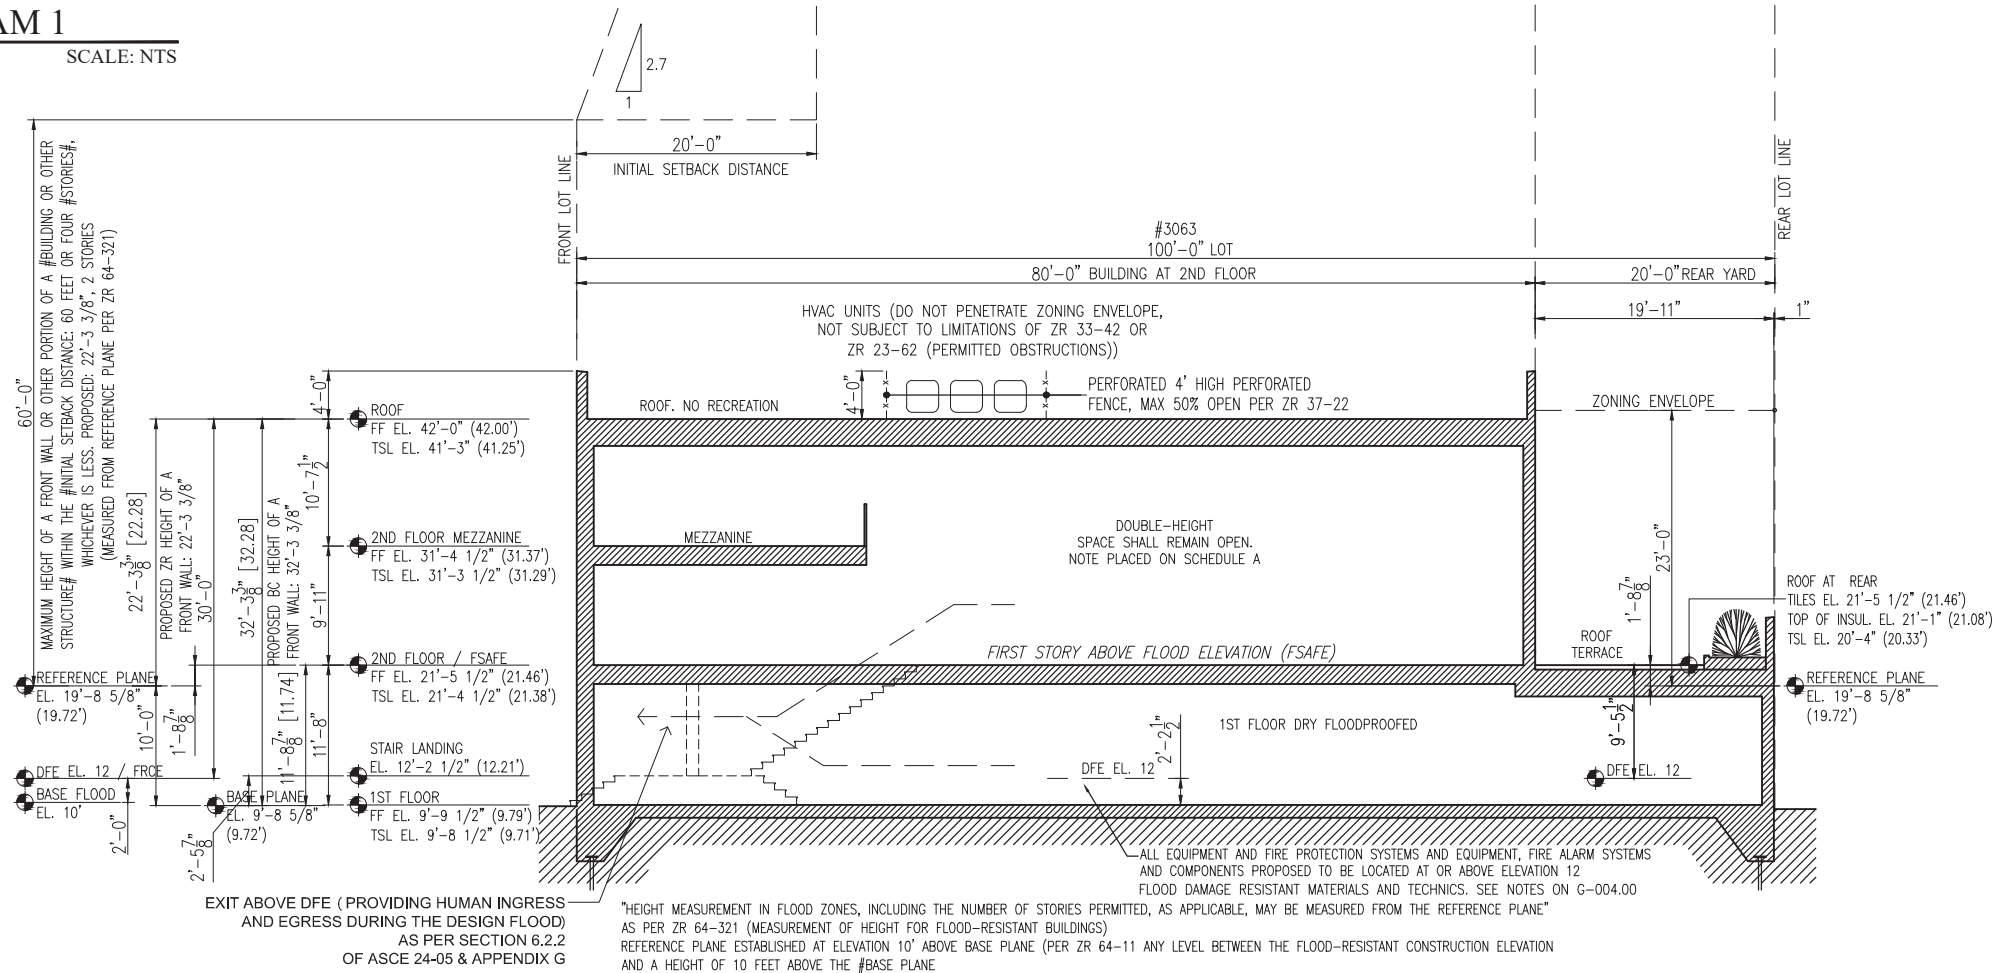 AM 1
SCALE: NTS
2.7
1
20'-0"
INITIAL SETBACK DISTANCE
FRONT LOT LINE
REAR LOT LINE
#3063
100'-0" LOT
80'-0" BUILDING AT 2ND FLOOR
20'-0" REAR YARD
19'-11"
1"
HVAC UNITS (DO NOT PENETRATE ZONING ENVELOPE,
NOT SUBJECT TO LIMITATIONS OF ZR 33-42 OR
ZR 23-62 (PERMITTED OBSTRUCTIONS))
PERFORATED 4' HIGH PERFORATED
FENCE, MAX 50% OPEN PER ZR 37-22
4'-0"
ROOF. NO RECREATION
ZONING ENVELOPE
60'-0"
MAXIMUM HEIGHT OF A FRONT WALL OR OTHER PORTION OF A #BUILDING OR OTHER
STRUCTURE# WITHIN THE #INITIAL SETBACK DISTANCE: 60 FEET OR FOUR #STORIES#,
WHICHEVER IS LESS. PROPOSED: 22'-3 3/8", 2 STORIES
(MEASURED FROM REFERENCE PLANE PER ZR 64-321)
22'-3 3/8" [22.28]
PROPOSED ZR HEIGHT OF A
FRONT WALL: 22'-3 3/8"
30'-0"
32'-3 3/8" [32.28]
PROPOSED BC HEIGHT OF A
FRONT WALL: 32'-3 3/8"
4'-0"
10'-7 1/2"
9'-11"
11'-8"
11'-8 7/8" [11.74]
10'-0"
1'-8 7/8"
2'-0"
2'-5 7/8"
ROOF
FF EL. 42'-0" (42.00')
TSL EL. 41'-3" (41.25')
2ND FLOOR MEZZANINE
FF EL. 31'-4 1/2" (31.37')
TSL EL. 31'-3 1/2" (31.29')
2ND FLOOR / FSAFE
FF EL. 21'-5 1/2" (21.46')
TSL EL. 21'-4 1/2" (21.38')
STAIR LANDING
EL. 12'-2 1/2" (12.21')
1ST FLOOR
FF EL. 9'-9 1/2" (9.79')
TSL EL. 9'-8 1/2" (9.71')
REFERENCE PLANE
EL. 19'-8 5/8"
(19.72')
DFE EL. 12 / FRCE
BASE FLOOD
EL. 10'
BASE PLANE
EL. 9'-8 5/8"
(9.72')
MEZZANINE
DOUBLE-HEIGHT
SPACE SHALL REMAIN OPEN.
NOTE PLACED ON SCHEDULE A
FIRST STORY ABOVE FLOOD ELEVATION (FSAFE)
1ST FLOOR DRY FLOODPROOFED
2'-2 1/2"
DFE EL. 12
9'-5 1/2"
DFE EL. 12
1'-8 7/8"
23'-0"
ROOF
TERRACE
ROOF AT REAR
TILES EL. 21'-5 1/2" (21.46')
TOP OF INSUL. EL. 21'-1" (21.08')
TSL EL. 20'-4" (20.33')
REFERENCE PLANE
EL. 19'-8 5/8"
(19.72')
ALL EQUIPMENT AND FIRE PROTECTION SYSTEMS AND EQUIPMENT, FIRE ALARM SYSTEMS
AND COMPONENTS PROPOSED TO BE LOCATED AT OR ABOVE ELEVATION 12
FLOOD DAMAGE RESISTANT MATERIALS AND TECHNICS. SEE NOTES ON G-004.00
EXIT ABOVE DFE ( PROVIDING HUMAN INGRESS
AND EGRESS DURING THE DESIGN FLOOD)
AS PER SECTION 6.2.2
OF ASCE 24-05 & APPENDIX G
"HEIGHT MEASUREMENT IN FLOOD ZONES, INCLUDING THE NUMBER OF STORIES PERMITTED, AS APPLICABLE, MAY BE MEASURED FROM THE REFERENCE PLANE"
AS PER ZR 64-321 (MEASUREMENT OF HEIGHT FOR FLOOD-RESISTANT BUILDINGS)
REFERENCE PLANE ESTABLISHED AT ELEVATION 10' ABOVE BASE PLANE (PER ZR 64-11 ANY LEVEL BETWEEN THE FLOOD-RESISTANT CONSTRUCTION ELEVATION
AND A HEIGHT OF 10 FEET ABOVE THE #BASE PLANE